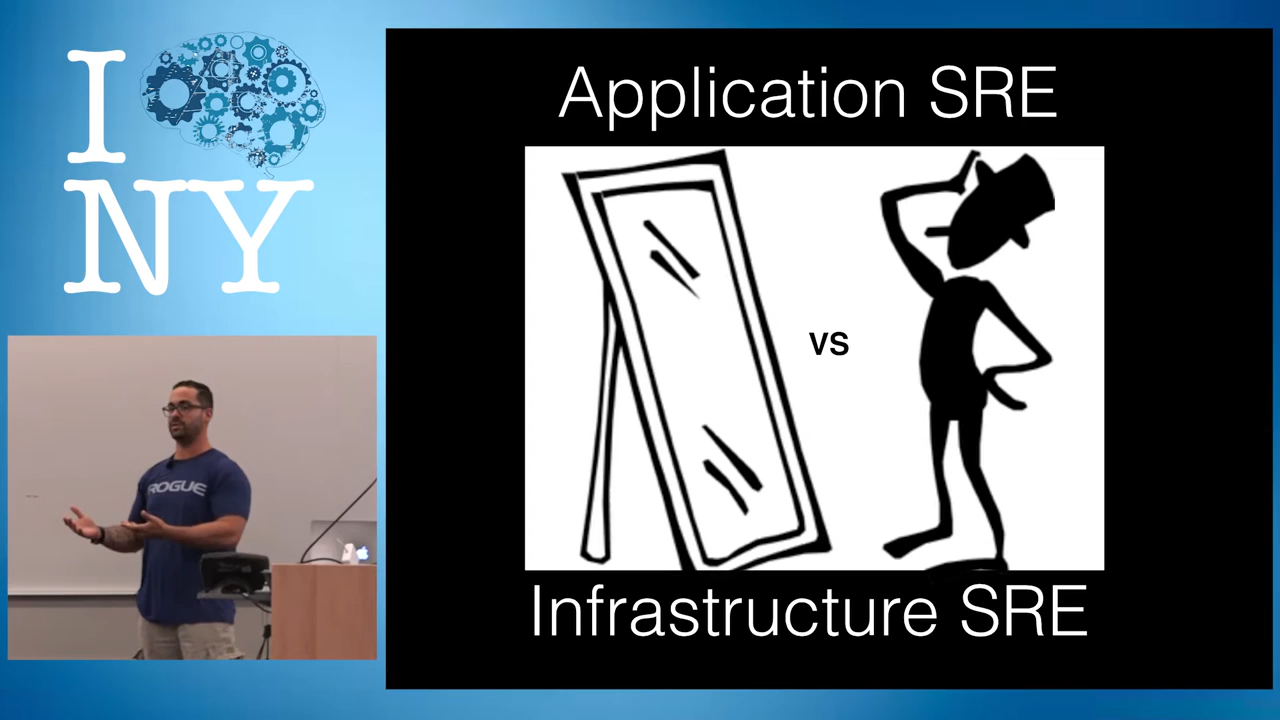 I
NY
Application SRE
vs
Infrastructure SRE
ROGUE